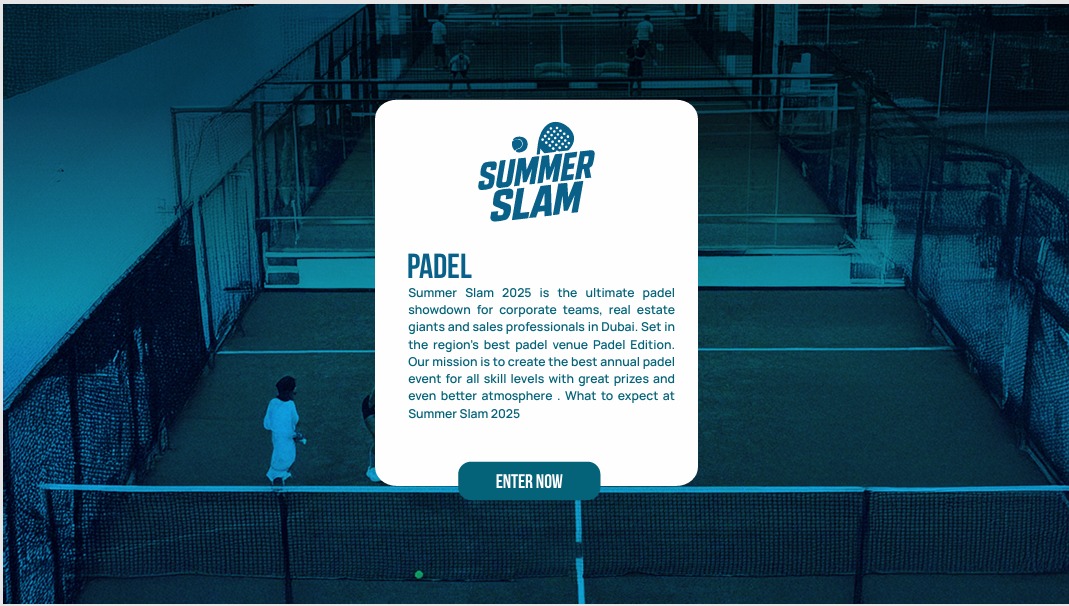 SUMMER
SLAM
PADEL
Summer Slam 2025 is the ultimate padel
showdown for corporate teams, real estate
giants and sales professionals in Dubai. Set in
the region's best padel venue Padel Edition.
Our mission is to create the best annual padel
event for all skill levels with great prizes and
even better atmosphere . What to expect at
Summer Slam 2025
ENTER NOW